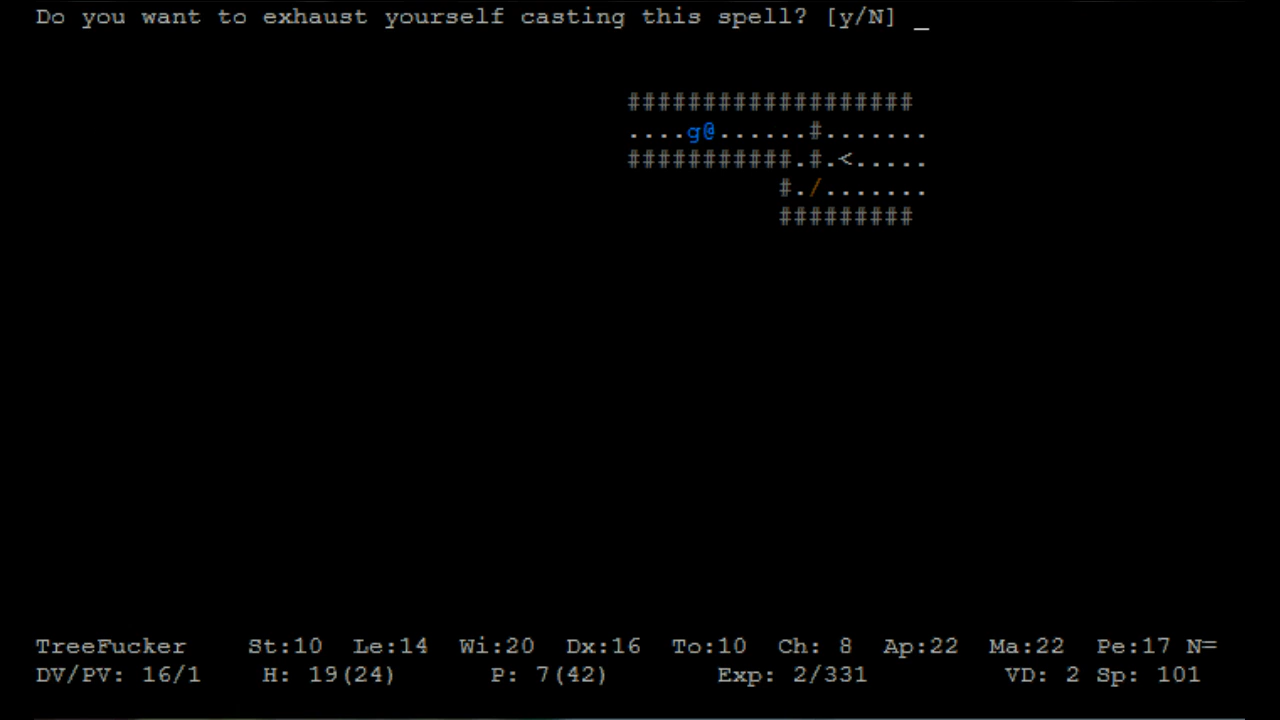 Do you want to exhaust yourself casting this spell? [y/N] _
###################
....g@......#.......
###########.#.<.....
#./.......
#########
TreeFucker St:10 Le:14 Wi:20 Dx:16 To:10 Ch: 8 Ap:22 Ma:22 Pe:17 N=
DV/PV: 16/1 H: 19(24) P: 7(42) Exp: 2/331 VD: 2 Sp: 101